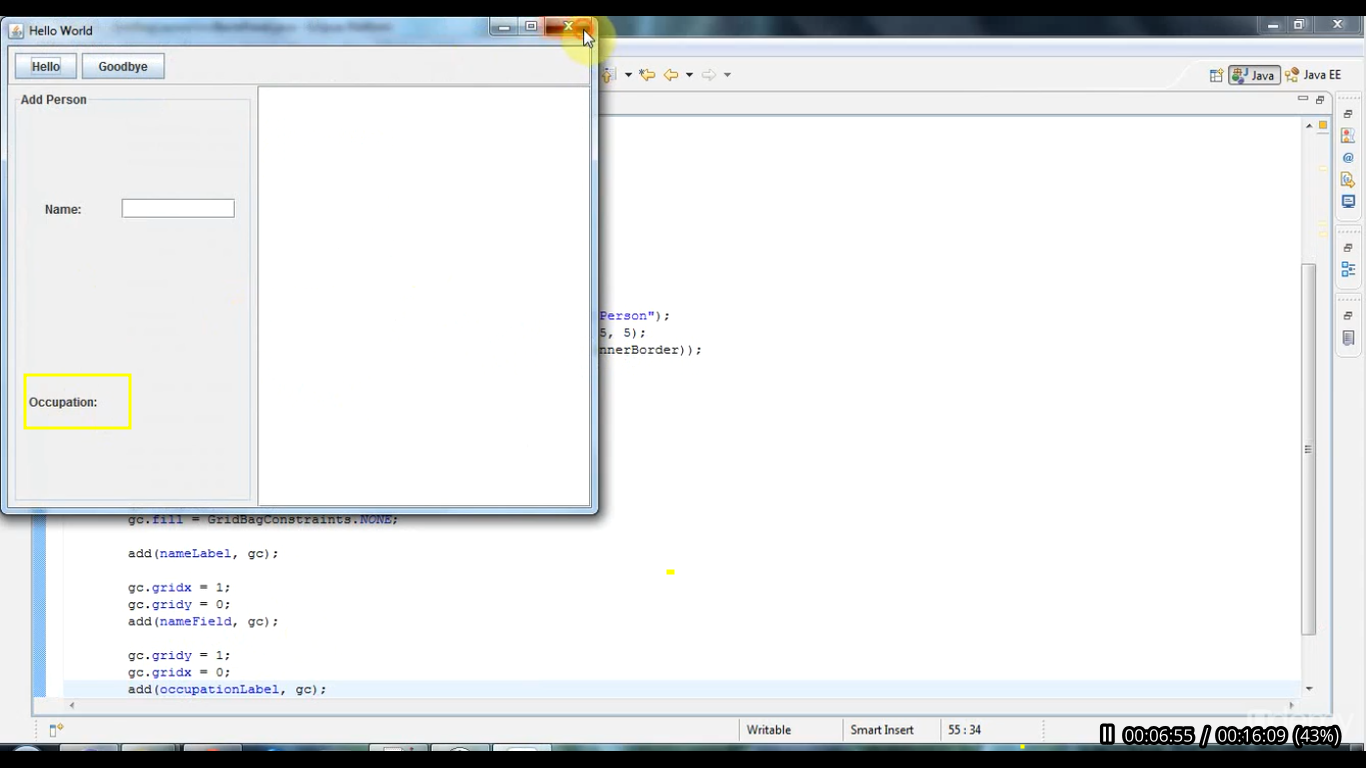 Hello World
Hello Goodbye
Java Java EE
Add Person
Name:
Person");
5, 5);
nnerBorder));
Occupation:
gc.fill = GridBagConstraints.NONE;
add(nameLabel, gc);
gc.gridx = 1;
gc.gridy = 0;
add(nameField, gc);
gc.gridy = 1;
gc.gridx = 0;
add(occupationLabel, gc);
Writable Smart Insert 55 : 34
00:06:55 / 00:16:09 (43%)